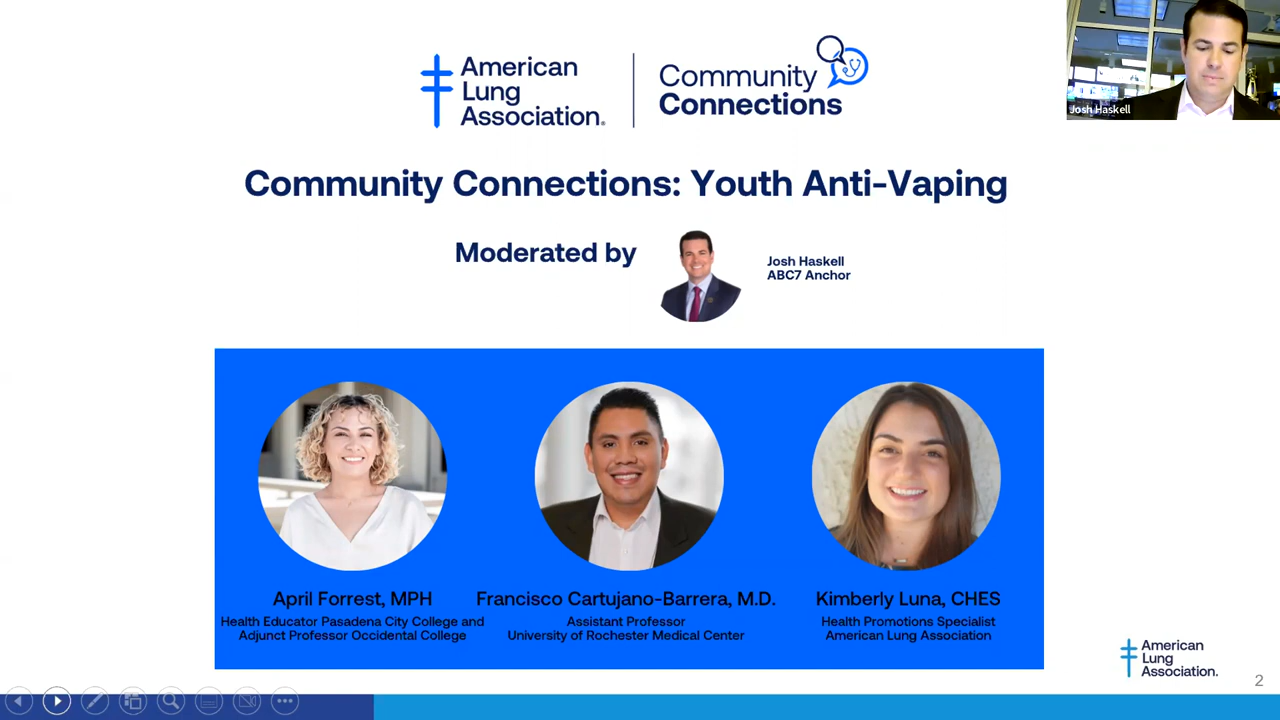 American
Lung
Association®
Community
Connections
Josh Haskell
Community Connections: Youth Anti-Vaping
Moderated by
Josh Haskell
ABC7 Anchor
April Forrest, MPH
Health Educator Pasadena City College and
Adjunct Professor Occidental College
Francisco Cartujano-Barrera, M.D.
Assistant Professor
University of Rochester Medical Center
Kimberly Luna, CHES
Health Promotions Specialist
American Lung Association
American
Lung
Association.
2